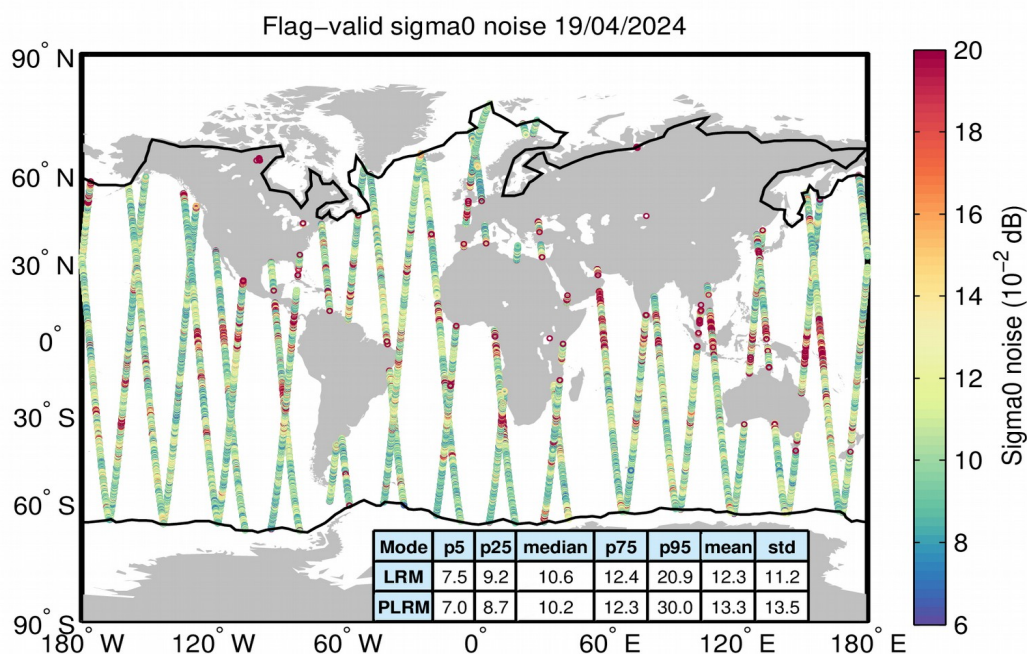 Flag−valid sigma0 noise 19/04/2024
90° N
60° N
30° N
0°
30° S
60° S
90° S
180° W
120° W
60° W
0°
60° E
120° E
180° E
Mode p5 p25 median p75 p95 mean std
LRM 7.5 9.2 10.6 12.4 20.9 12.3 11.2
PLRM 7.0 8.7 10.2 12.3 30.0 13.3 13.5
20
18
16
14
12
10
8
6
Sigma0 noise (10⁻² dB)